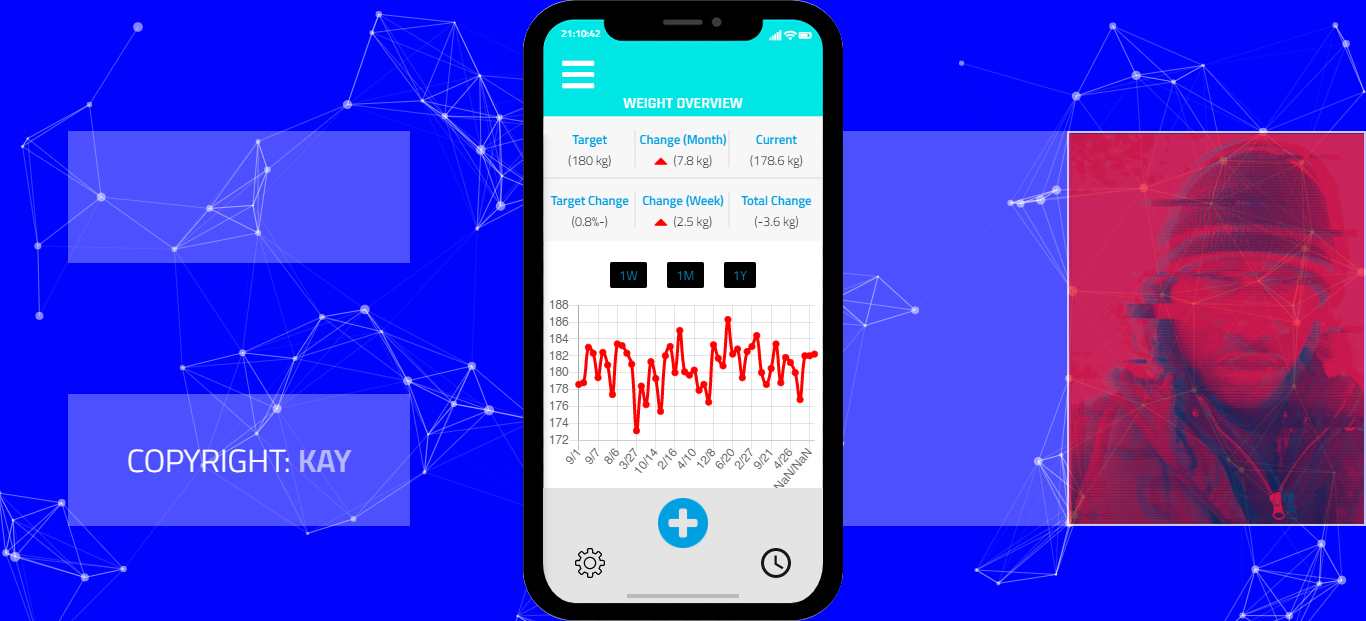 21:10:42
WEIGHT OVERVIEW
Target
Change (Month)
Current
(180 kg)
(7.8 kg)
(178.6 kg)
Target Change
Change (Week)
Total Change
(0.8%-)
(2.5 kg)
(-3.6 kg)
1W
1M
1Y
188
186
184
182
180
178
176
174
172
9/1
9/7
8/6
3/27
10/14
2/16
4/10
12/8
6/20
2/27
9/21
4/26
NaN/NaN
COPYRIGHT: KAY